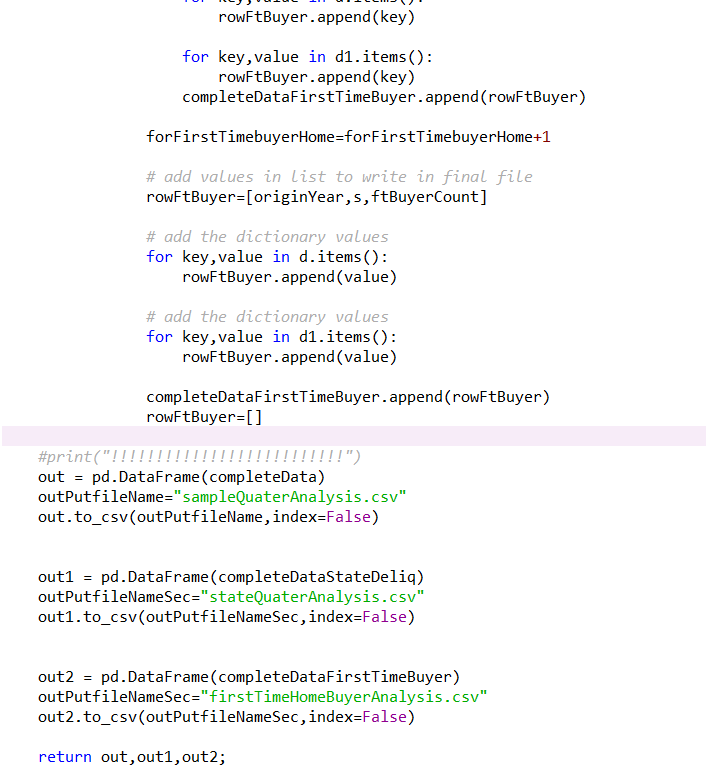 for key,value in d.items():
rowFtBuyer.append(key)
for key,value in d1.items():
rowFtBuyer.append(key)
completeDataFirstTimeBuyer.append(rowFtBuyer)
forFirstTimebuyerHome=forFirstTimebuyerHome+1
# add values in list to write in final file
rowFtBuyer=[originYear,s,ftBuyerCount]
# add the dictionary values
for key,value in d.items():
rowFtBuyer.append(value)
# add the dictionary values
for key,value in d1.items():
rowFtBuyer.append(value)
completeDataFirstTimeBuyer.append(rowFtBuyer)
rowFtBuyer=[]
#print("!!!!!!!!!!!!!!!!!!!!!!!!!!")
out = pd.DataFrame(completeData)
outPutfileName="sampleQuaterAnalysis.csv"
out.to_csv(outPutfileName,index=False)
out1 = pd.DataFrame(completeDataStateDeliq)
outPutfileNameSec="stateQuaterAnalysis.csv"
out1.to_csv(outPutfileNameSec,index=False)
out2 = pd.DataFrame(completeDataFirstTimeBuyer)
outPutfileNameSec="firstTimeHomeBuyerAnalysis.csv"
out2.to_csv(outPutfileNameSec,index=False)
return out,out1,out2;